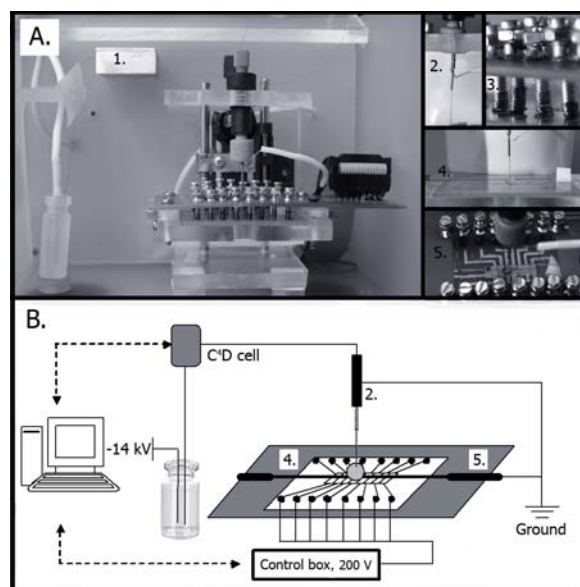 A.
1.
2.
3.
4.
5.
B.
C⁴D cell
2.
-14 kV
4.
5.
Ground
Control box, 200 V